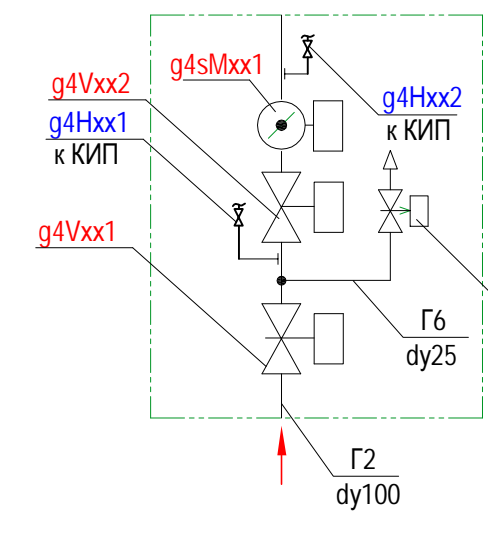 g4sMxx1
g4Vxx2
g4Hxx2
к КИП
g4Hxx1
к КИП
g4Vxx1
Г6
dy25
Г2
dy100